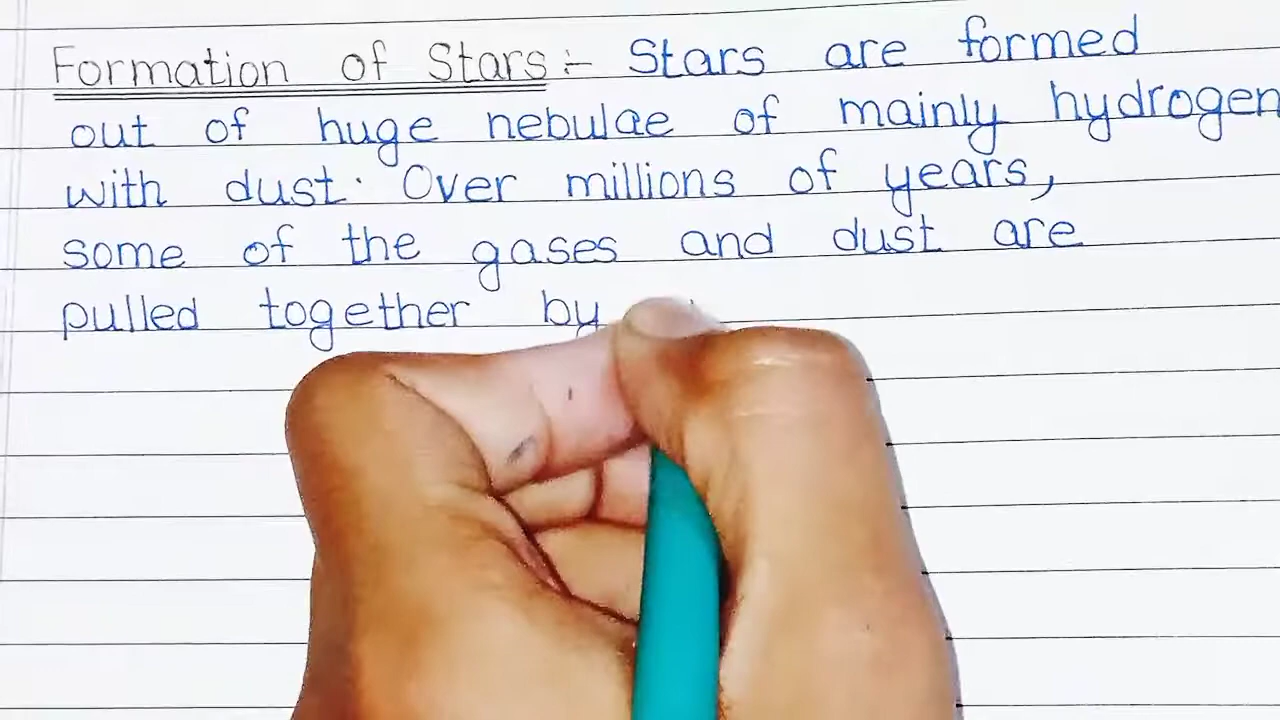 Formation of Stars :- Stars are formed
out of huge nebulae of mainly hydrogen
with dust. Over millions of years,
some of the gases and dust are
pulled together by